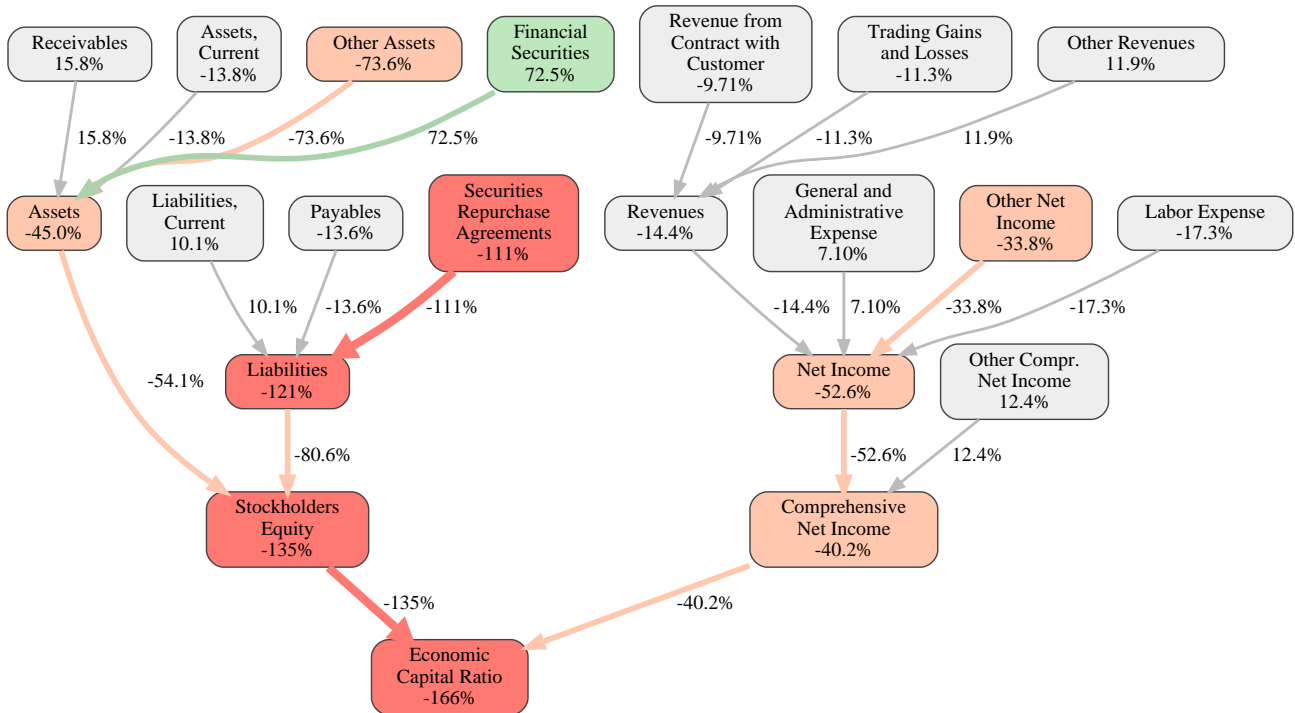 Receivables
15.8%
Assets,
Current
-13.8%
Other Assets
-73.6%
Financial
Securities
72.5%
Revenue from
Contract with
Customer
-9.71%
Trading Gains
and Losses
-11.3%
Other Revenues
11.9%
15.8%
-13.8%
-73.6%
72.5%
-9.71%
-11.3%
11.9%
Assets
-45.0%
Liabilities,
Current
10.1%
Payables
-13.6%
Securities
Repurchase
Agreements
-111%
Revenues
-14.4%
General and
Administrative
Expense
7.10%
Other Net
Income
-33.8%
Labor Expense
-17.3%
10.1%
-13.6%
-111%
-14.4%
7.10%
-33.8%
-17.3%
-54.1%
Liabilities
-121%
Net Income
-52.6%
Other Compr.
Net Income
12.4%
-80.6%
-52.6%
12.4%
Stockholders
Equity
-135%
Comprehensive
Net Income
-40.2%
-135%
-40.2%
Economic
Capital Ratio
-166%